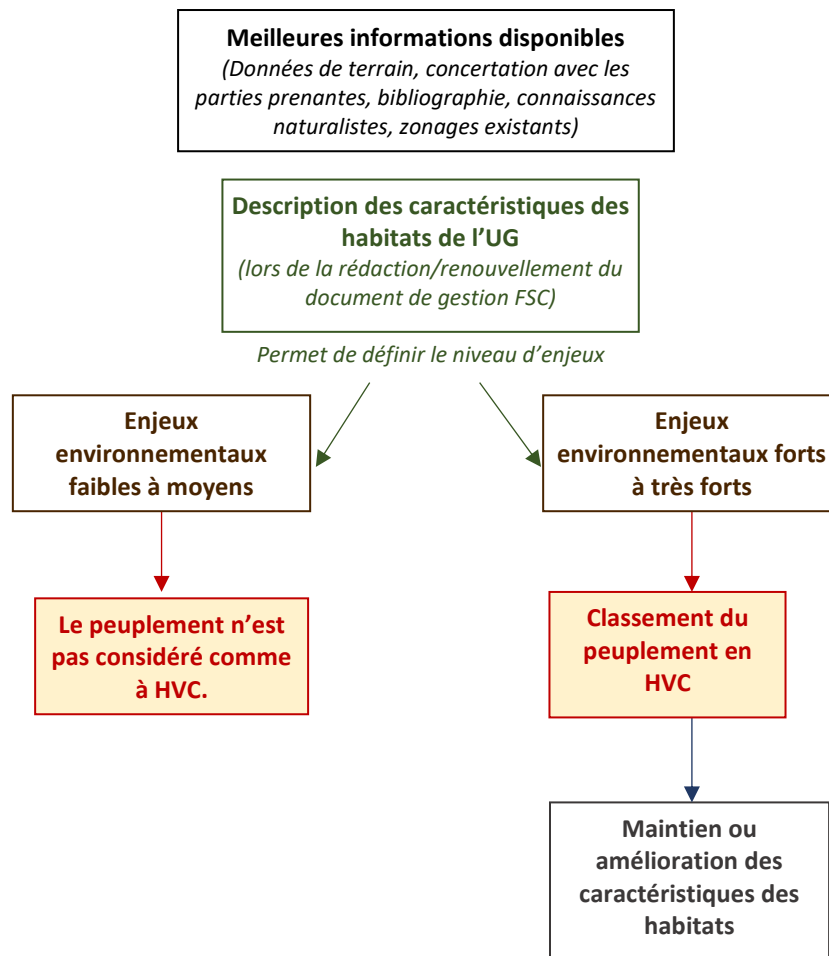 Meilleures informations disponibles
(Données de terrain, concertation avec les
parties prenantes, bibliographie, connaissances
naturalistes, zonages existants)
Description des caractéristiques des
habitats de l’UG
(lors de la rédaction/renouvellement du
document de gestion FSC)
Permet de définir le niveau d’enjeux
Enjeux
environnementaux
faibles à moyens
Enjeux
environnementaux forts
à très forts
Le peuplement n’est
pas considéré comme
à HVC.
Classement du
peuplement en
HVC
Maintien ou
amélioration des
caractéristiques des
habitats